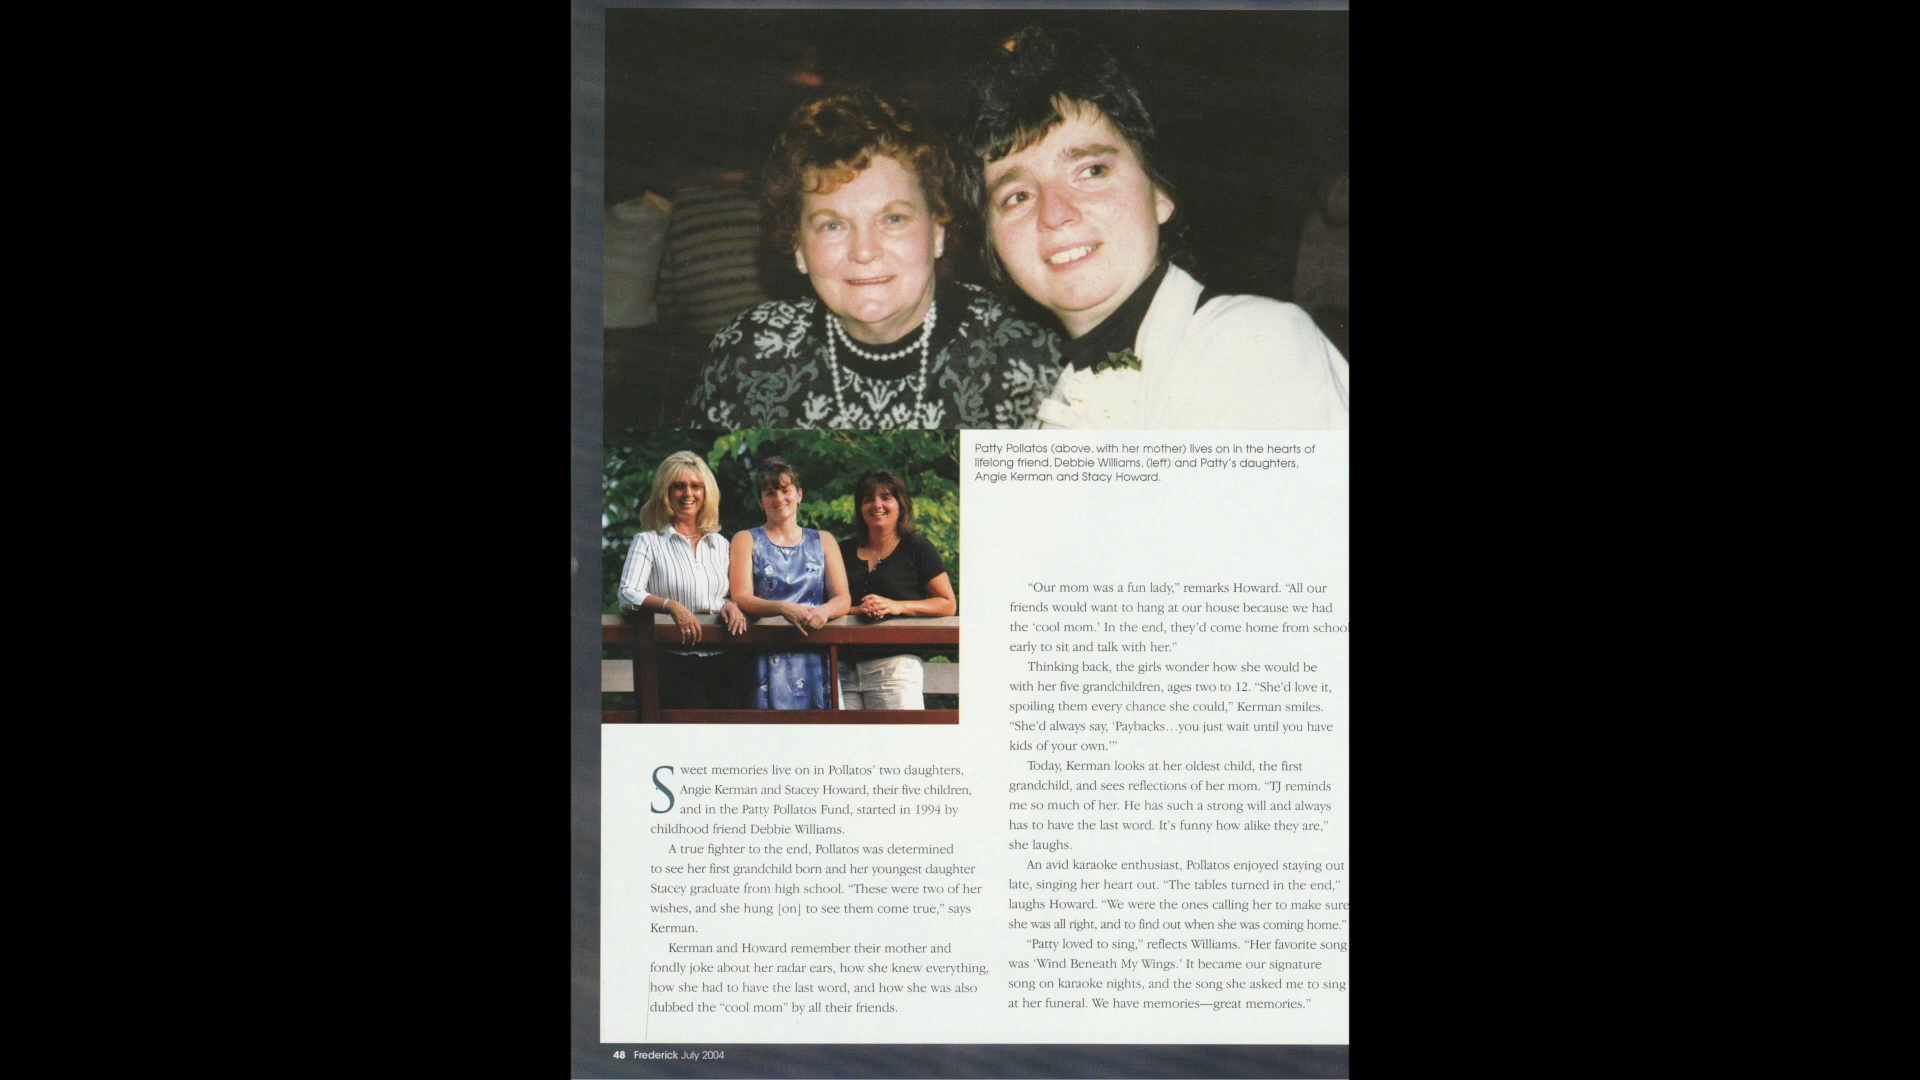 Patty Pollatos (above, with her mother) lives on in the hearts of
lifelong friend, Debbie Williams, (left) and Patty's daughters,
Angie Kerman and Stacy Howard.
Sweet memories live on in Pollatos' two daughters,
Angie Kerman and Stacey Howard, their five children,
and in the Patty Pollatos Fund, started in 1994 by
childhood friend Debbie Williams.
A true fighter to the end, Pollatos was determined
to see her first grandchild born and her youngest daughter
Stacey graduate from high school. “These were two of her
wishes, and she hung [on] to see them come true,” says
Kerman.
Kerman and Howard remember their mother and
fondly joke about her radar ears, how she knew everything,
how she had to have the last word, and how she was also
dubbed the “cool mom” by all their friends.
“Our mom was a fun lady,” remarks Howard. “All our
friends would want to hang at our house because we had
the ‘cool mom.’ In the end, they'd come home from school
early to sit and talk with her.”
Thinking back, the girls wonder how she would be
with her five grandchildren, ages two to 12. “She'd love it,
spoiling them every chance she could,” Kerman smiles.
“She'd always say, ‘Paybacks…you just wait until you have
kids of your own.’”
Today, Kerman looks at her oldest child, the first
grandchild, and sees reflections of her mom. “TJ reminds
me so much of her. He has such a strong will and always
has to have the last word. It's funny how alike they are,”
she laughs.
An avid karaoke enthusiast, Pollatos enjoyed staying out
late, singing her heart out. “The tables turned in the end,”
laughs Howard. “We were the ones calling her to make sure
she was all right, and to find out when she was coming home.”
“Patty loved to sing,” reflects Williams. “Her favorite song
was ‘Wind Beneath My Wings.’ It became our signature
song on karaoke nights, and the song she asked me to sing
at her funeral. We have memories—great memories.”
48 Frederick July 2004